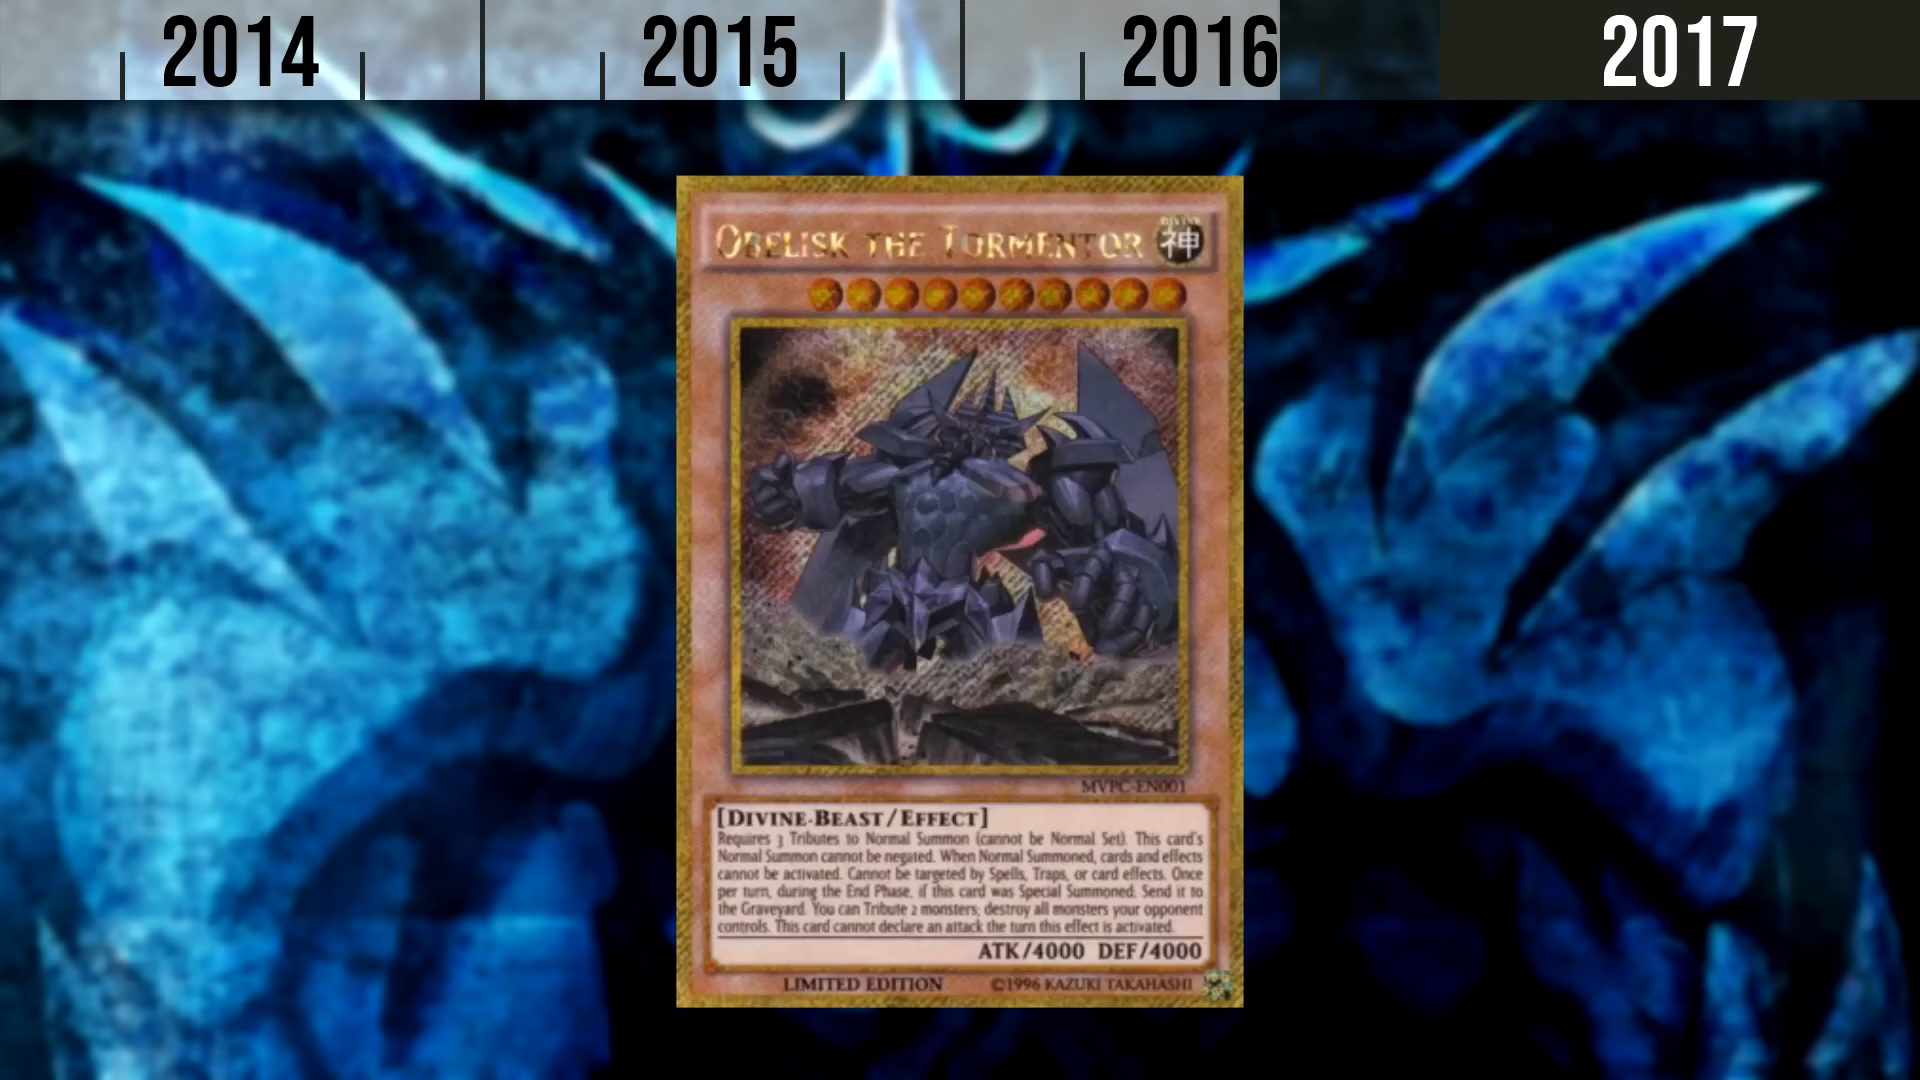 2014 2015 2016 2017
OBELISK THE TORMENTOR
DIVINE
神
MVPC-EN001
[DIVINE-BEAST/EFFECT]
Requires 3 Tributes to Normal Summon (cannot be Normal Set). This card's
Normal Summon cannot be negated. When Normal Summoned, cards and effects
cannot be activated. Cannot be targeted by Spells, Traps, or card effects. Once
per turn, during the End Phase, if this card was Special Summoned: Send it to
the Graveyard. You can Tribute 2 monsters; destroy all monsters your opponent
controls. This card cannot declare an attack the turn this effect is activated.
ATK/4000 DEF/4000
LIMITED EDITION ©1996 KAZUKI TAKAHASHI